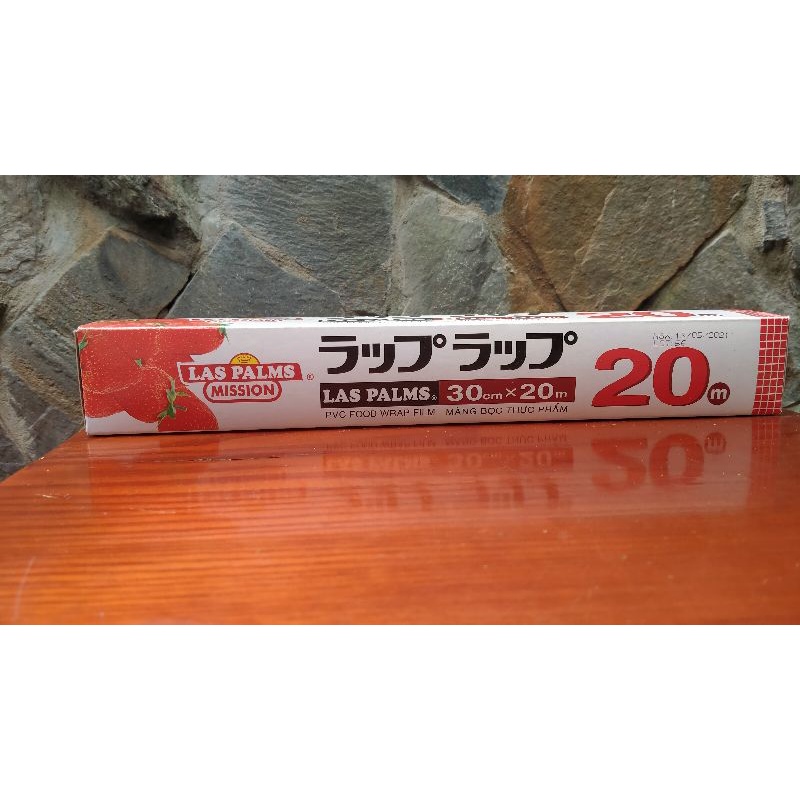 LAS PALMS
MISSION
®
ラップラップ
LAS PALMS® 30cm×20m
PVC FOOD WRAP FILM MÀNG BỌC THỰC PHẨM
20m